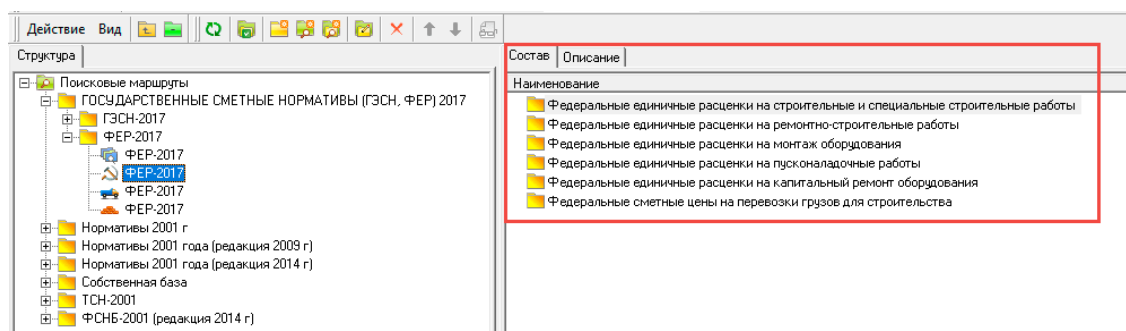 Действие Вид
Структура
Поисковые маршруты
ГОСУДАРСТВЕННЫЕ СМЕТНЫЕ НОРМАТИВЫ (ГЭСН, ФЕР) 2017
ГЭСН-2017
ФЕР-2017
ФЕР-2017
ФЕР-2017
ФЕР-2017
ФЕР-2017
Нормативы 2001 г
Нормативы 2001 года (редакция 2009 г)
Нормативы 2001 года (редакция 2014 г)
Собственная база
ТСН-2001
ФСНБ-2001 (редакция 2014 г)
Состав Описание
Наименование
Федеральные единичные расценки на строительные и специальные строительные работы
Федеральные единичные расценки на ремонтно-строительные работы
Федеральные единичные расценки на монтаж оборудования
Федеральные единичные расценки на пусконаладочные работы
Федеральные единичные расценки на капитальный ремонт оборудования
Федеральные сметные цены на перевозки грузов для строительства